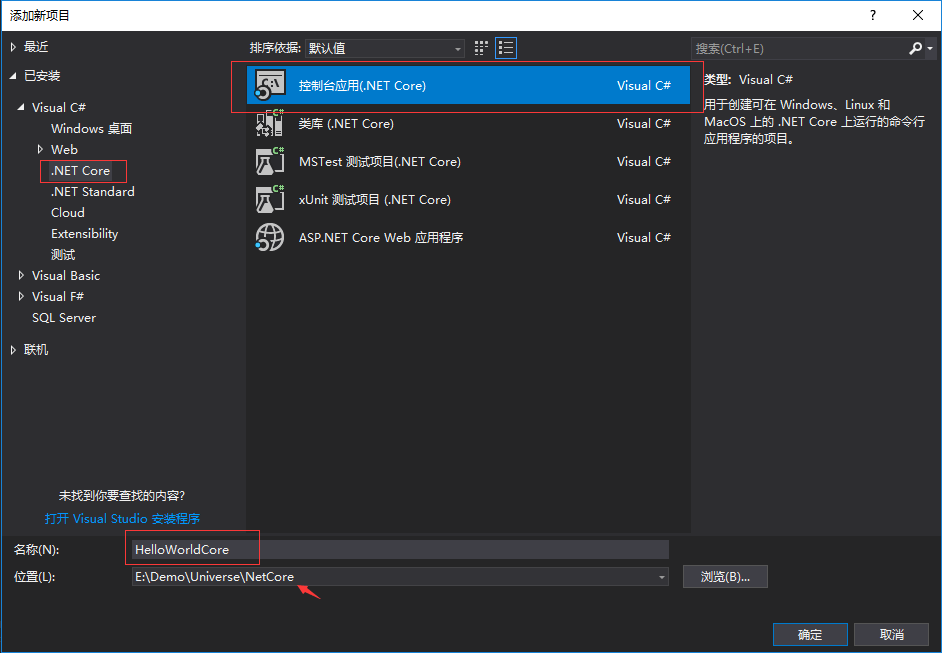 添加新项目
?
最近
已安装
Visual C#
Windows 桌面
Web
.NET Core
.NET Standard
Cloud
Extensibility
测试
Visual Basic
Visual F#
SQL Server
联机
未找到你要查找的内容?
打开 Visual Studio 安装程序
排序依据: 默认值
控制台应用(.NET Core) Visual C#
类库 (.NET Core) Visual C#
MSTest 测试项目(.NET Core) Visual C#
xUnit 测试项目 (.NET Core) Visual C#
ASP.NET Core Web 应用程序 Visual C#
搜索(Ctrl+E)
类型: Visual C#
用于创建可在 Windows、Linux 和
MacOS 上的 .NET Core 上运行的命令行
应用程序的项目。
名称(N): HelloWorldCore
位置(L): E:\Demo\Universe\NetCore
浏览(B)...
确定 取消